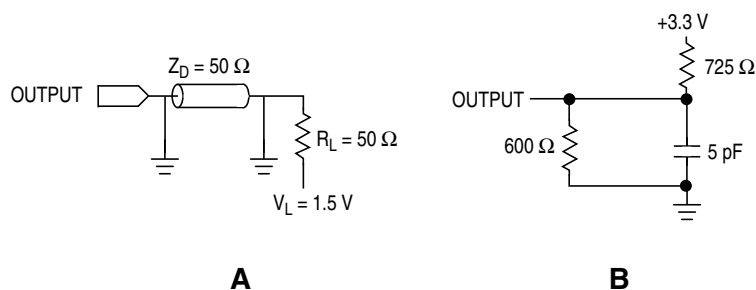 OUTPUT
Z_D = 50 Ω
R_L = 50 Ω
V_L = 1.5 V
A
+3.3 V
725 Ω
OUTPUT
600 Ω
5 pF
B